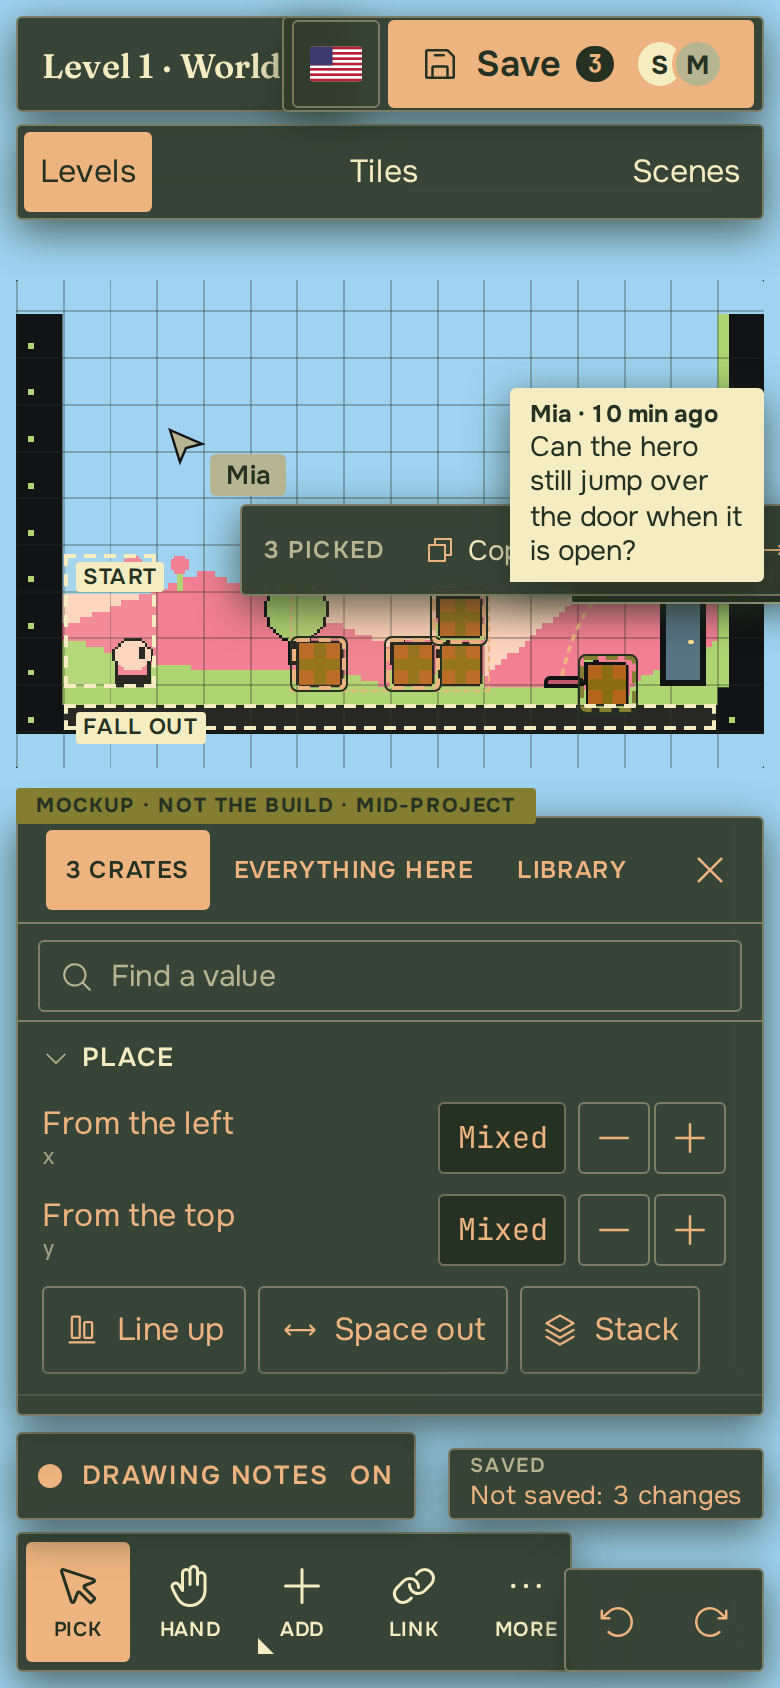 Level 1 · World
Save 3 S M
Levels Tiles Scenes
Mia · 10 min ago
Can the hero
still jump over
the door when it
is open?
Mia
3 PICKED
START
FALL OUT
MOCKUP · NOT THE BUILD · MID-PROJECT
3 CRATES EVERYTHING HERE LIBRARY
Find a value
PLACE
From the left Mixed
x
From the top Mixed
y
Line up Space out Stack
DRAWING NOTES ON
SAVED
Not saved: 3 changes
PICK HAND ADD LINK MORE